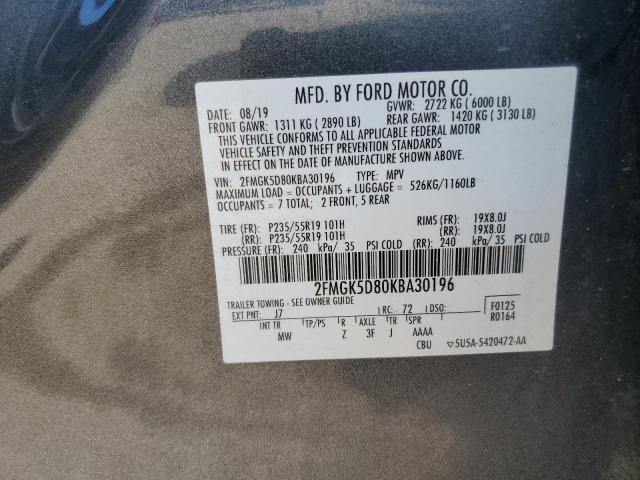 MFD. BY FORD MOTOR CO.
DATE: 08/19 GVWR: 2722 KG ( 6000 LB)
FRONT GAWR: 1311 KG ( 2890 LB) REAR GAWR: 1420 KG ( 3130 LB)
THIS VEHICLE CONFORMS TO ALL APPLICABLE FEDERAL MOTOR
VEHICLE SAFETY AND THEFT PREVENTION STANDARDS
IN EFFECT ON THE DATE OF MANUFACTURE SHOWN ABOVE.
VIN: 2FMGK5D80KBA30196 TYPE: MPV
MAXIMUM LOAD = OCCUPANTS + LUGGAGE = 526KG/1160LB
OCCUPANTS = 7 TOTAL; 2 FRONT, 5 REAR
TIRE (FR): P235/55R19 101H RIMS (FR): 19X8.0J
TIRE (RR): P235/55R19 101H (RR): 19X8.0J
PRESSURE (FR): 240 kPa/ 35 PSI COLD (RR): 240 kPa/ 35 PSI COLD
2FMGK5D80KBA30196
TRAILER TOWING - SEE OWNER GUIDE
EXT PNT: J7 RC: 72 DSO: F0125
R0164
INT TR TP/PS R AXLE TR SPR
MW Z 3F J AAAA
CBU ▽5U5A-5420472-AA